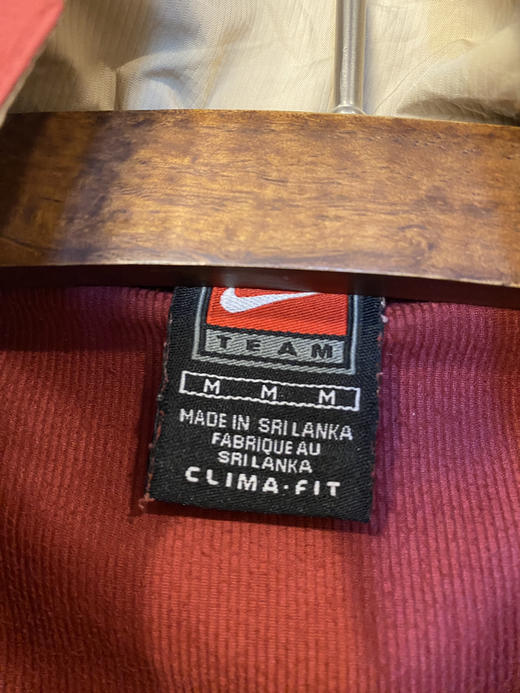 TEAM
M M M
MADE IN SRI LANKA
FABRIQUE AU
SRI LANKA
CLIMA·FIT